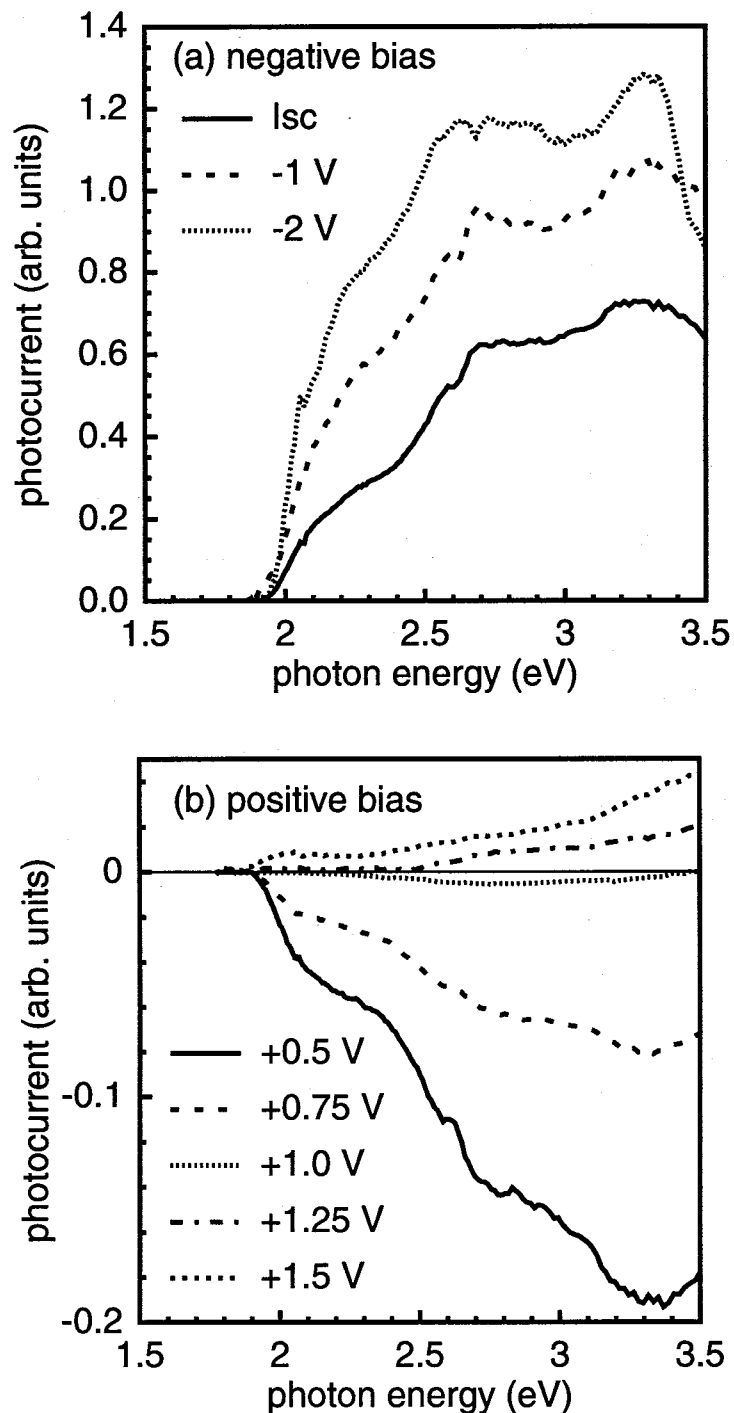 (a) negative bias
Isc
-1 V
-2 V
photocurrent (arb. units)
1.4
1.2
1.0
0.8
0.6
0.4
0.2
0.0
1.5 2 2.5 3 3.5
photon energy (eV)
(b) positive bias
photocurrent (arb. units)
0
-0.1
-0.2
+0.5 V
+0.75 V
+1.0 V
+1.25 V
+1.5 V
1.5 2 2.5 3 3.5
photon energy (eV)